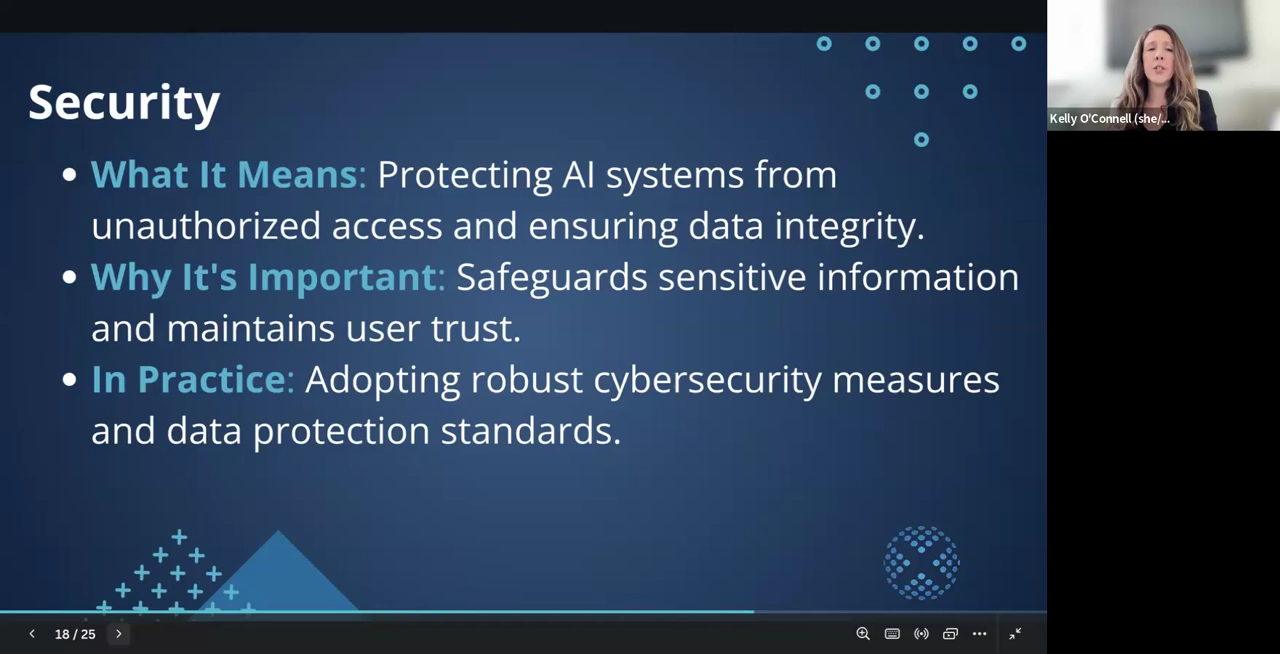 Security
• What It Means: Protecting AI systems from
unauthorized access and ensuring data integrity.
• Why It's Important: Safeguards sensitive information
and maintains user trust.
• In Practice: Adopting robust cybersecurity measures
and data protection standards.
Kelly O'Connell (she/...
18 / 25